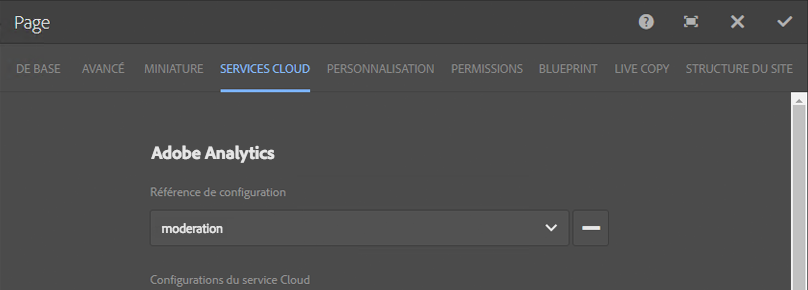 Page
DE BASE AVANCÉ MINIATURE SERVICES CLOUD PERSONNALISATION PERMISSIONS BLUEPRINT LIVE COPY STRUCTURE DU SITE
Adobe Analytics
Référence de configuration
moderation
Configurations du service Cloud